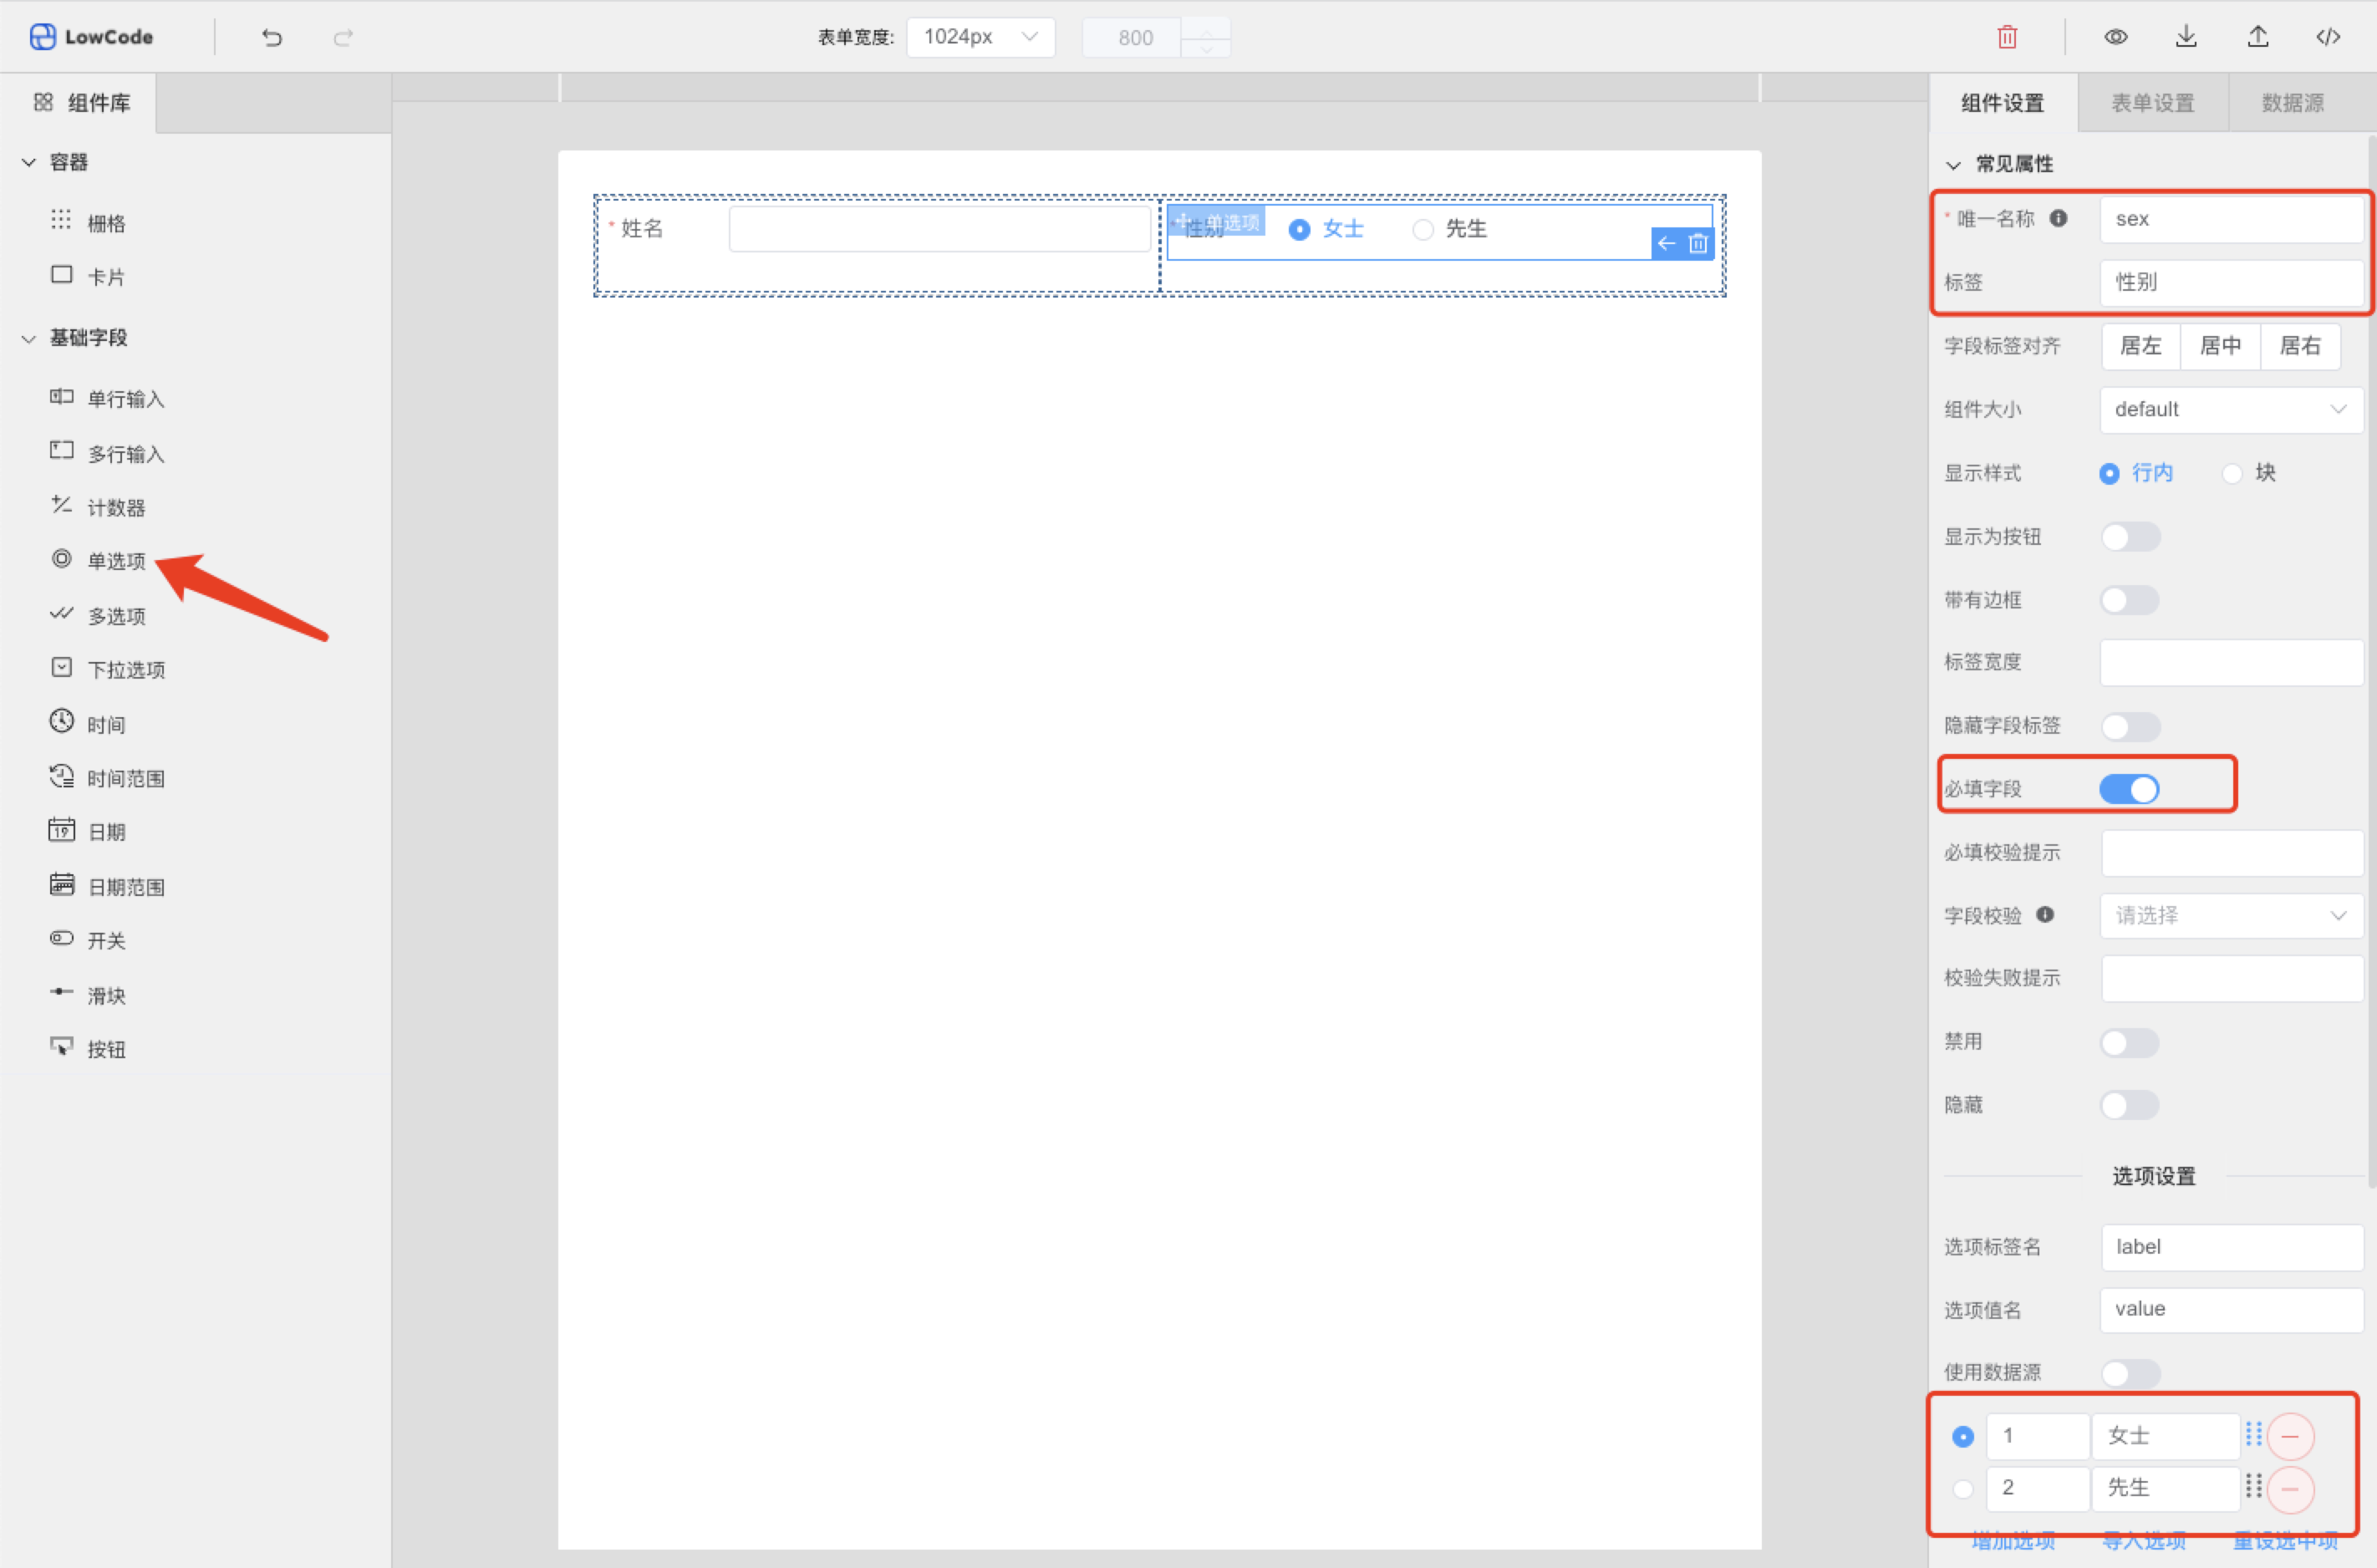 LowCode
表单宽度: 1024px 800
组件库
容器
栅格
卡片
基础字段
单行输入
多行输入
计数器
单选项
多选项
下拉选项
时间
时间范围
日期
日期范围
开关
滑块
按钮
* 姓名
* 性别 单选项 女士 先生
组件设置 表单设置 数据源
常见属性
* 唯一名称 sex
标签 性别
字段标签对齐 居左 居中 居右
组件大小 default
显示样式 行内 块
显示为按钮
带有边框
标签宽度
隐藏字段标签
必填字段
必填校验提示
字段校验 请选择
校验失败提示
禁用
隐藏
选项设置
选项标签名 label
选项值名 value
使用数据源
1 女士
2 先生
增加选项 导入选项 重设选中项